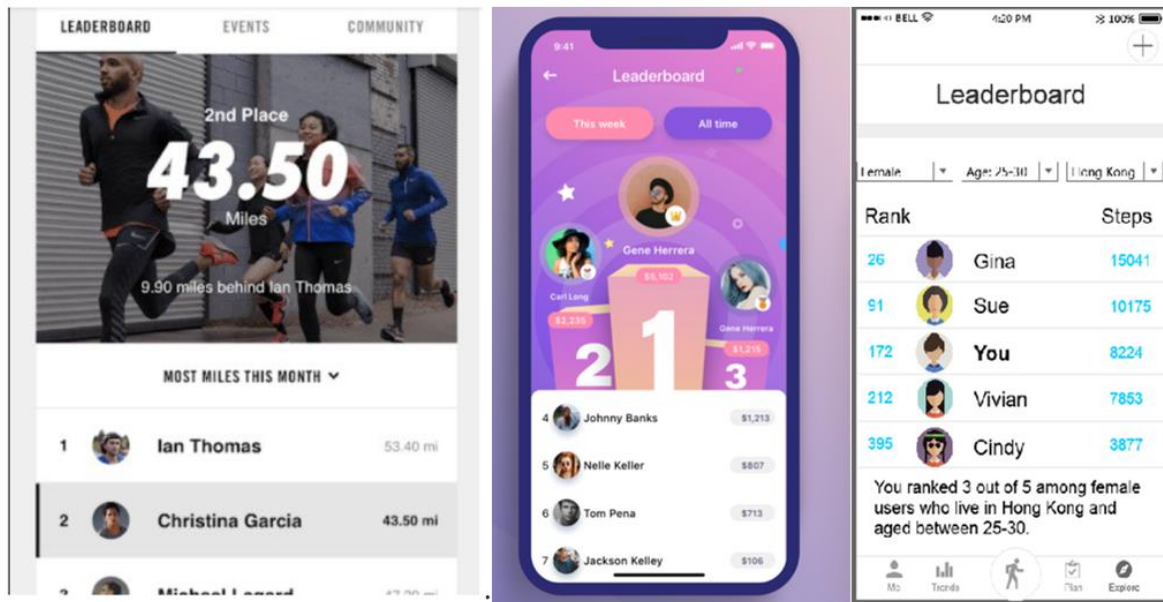 LEADERBOARD EVENTS COMMUNITY
2nd Place
43.50
Miles
9.90 miles behind Ian Thomas
MOST MILES THIS MONTH
1 Ian Thomas 53.40 mi
2 Christina Garcia 43.50 mi
9:41
Leaderboard
This week All time
Gene Herrera
$5,102
Carl Long
$2,235
Gene Herrera
$1,215
2 1 3
4 Johnny Banks $1,213
5 Nelle Keller $807
6 Tom Pena $713
7 Jackson Kelley $106
BELL 4:20 PM 100%
Leaderboard
Female Age: 25-30 Hong Kong
Rank Steps
26 Gina 15041
91 Sue 10175
172 You 8224
212 Vivian 7853
395 Cindy 3877
You ranked 3 out of 5 among female
users who live in Hong Kong and
aged between 25-30.
Me Trends Plan Explore